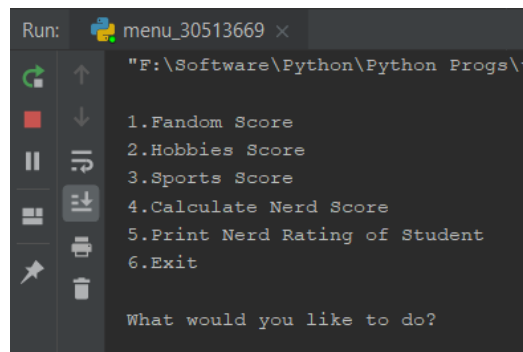 Run: menu_30513669
"F:\Software\Python\Python Progs\
1.Fandom Score
2.Hobbies Score
3.Sports Score
4.Calculate Nerd Score
5.Print Nerd Rating of Student
6.Exit
What would you like to do?